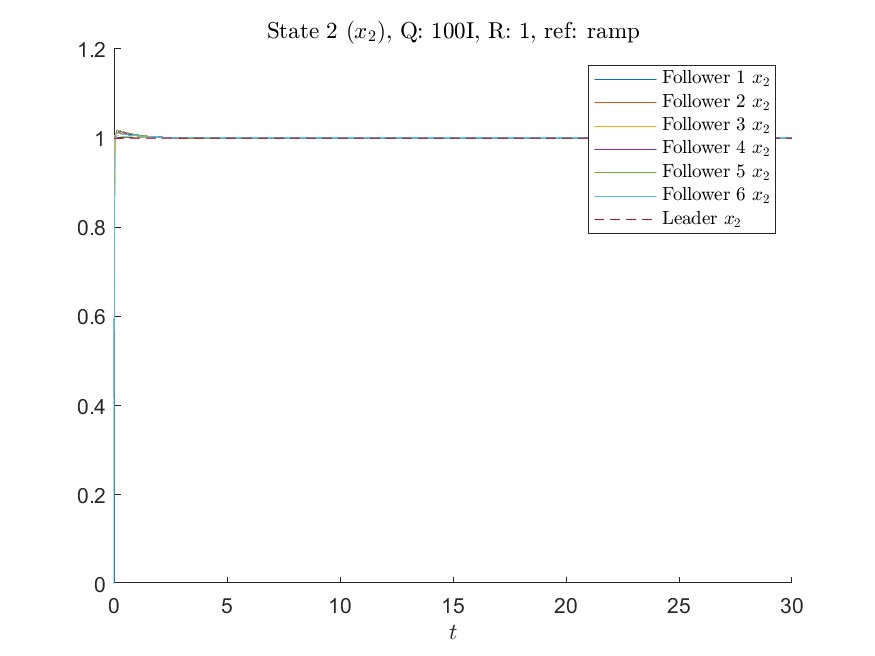 State 2 (x₂), Q: 100I, R: 1, ref: ramp
1.2
1
0.8
0.6
0.4
0.2
0
Follower 1 x₂
Follower 2 x₂
Follower 3 x₂
Follower 4 x₂
Follower 5 x₂
Follower 6 x₂
Leader x₂
0 5 10 15 20 25 30
t